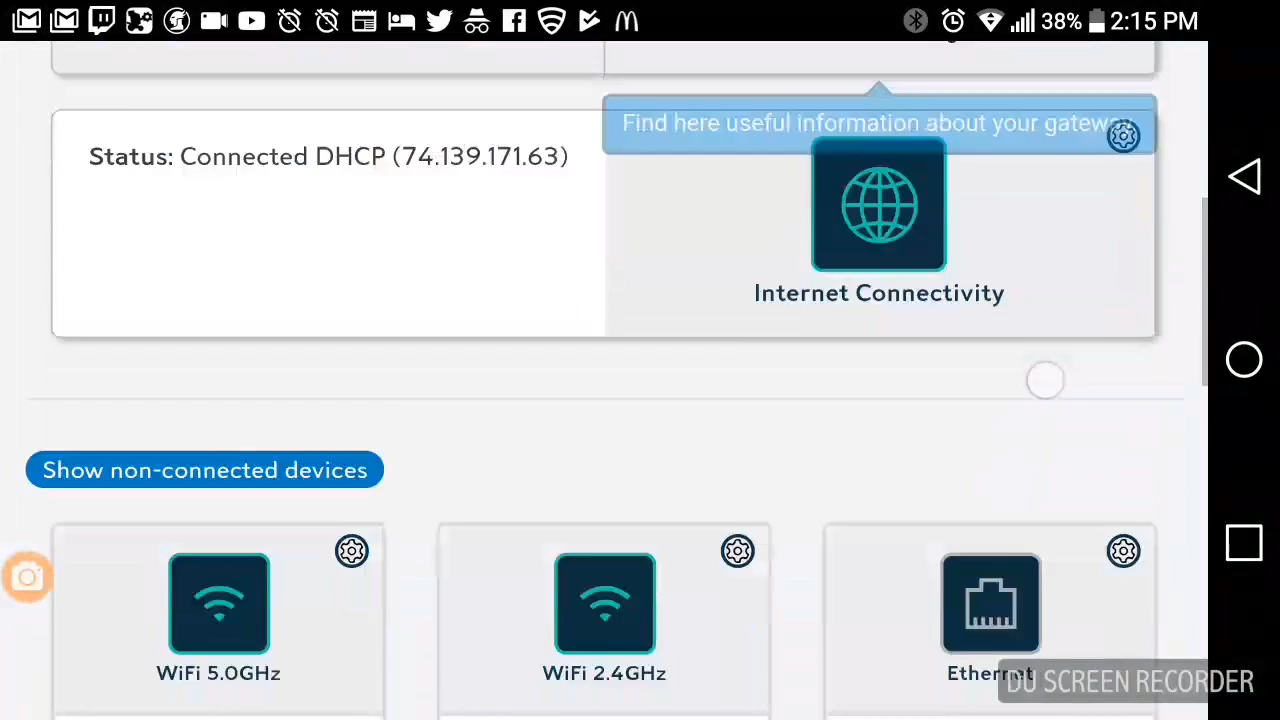 38% 2:15 PM
Find here useful information about your gateway
Status: Connected DHCP (74.139.171.63)
Internet Connectivity
Show non-connected devices
WiFi 5.0GHz
WiFi 2.4GHz
Ethernet
DU SCREEN RECORDER